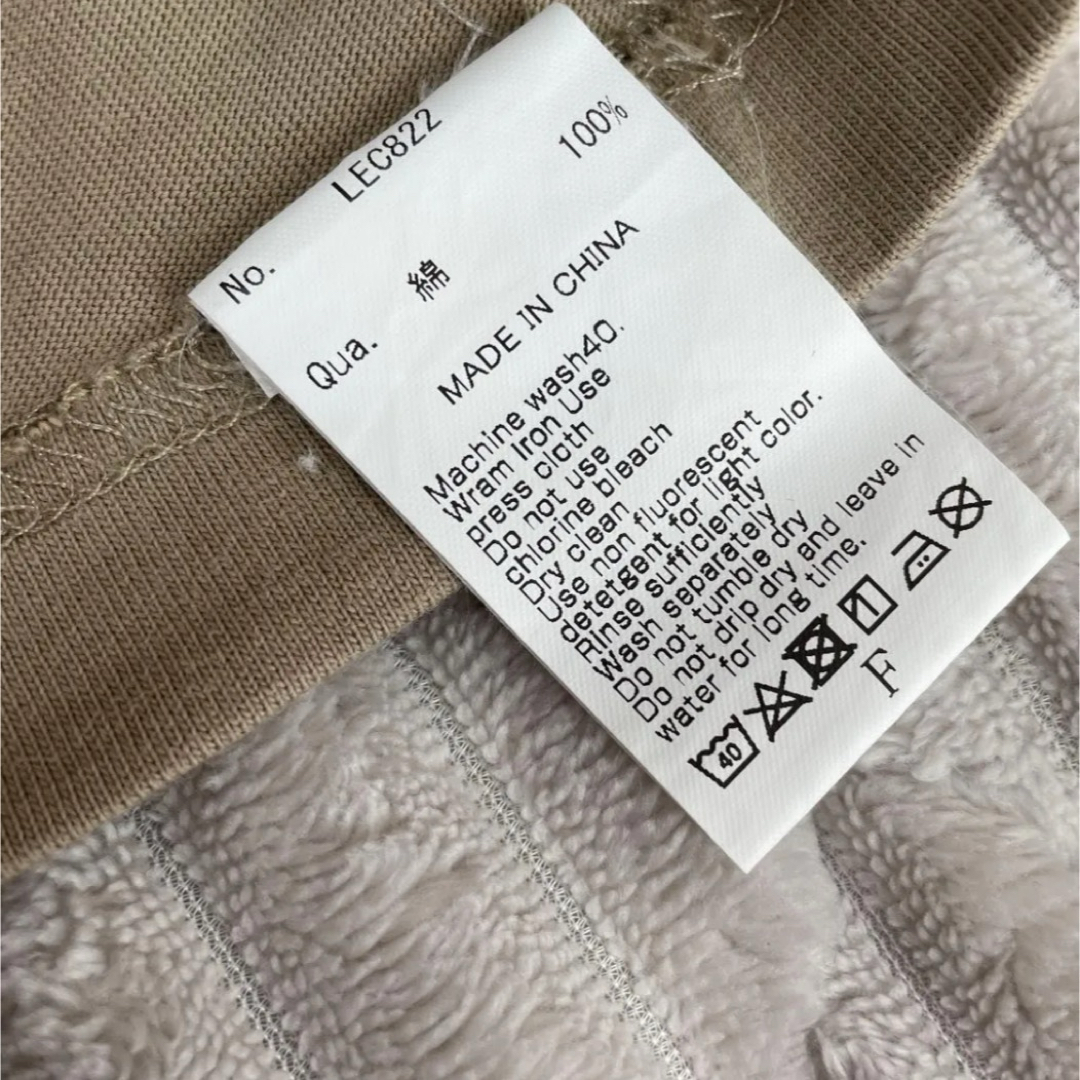 No. LEC822
Qua. 綿 100%
MADE IN CHINA
Machine wash40.
Wram Iron Use
press cloth
Do not use
chlorine bleach
Dry clean
Use non fluorescent
detetgent for light color.
Rinse sufficiently
Wash separately
Do not tumble dry
Do not drip dry and leave in
water for long time.
40
F